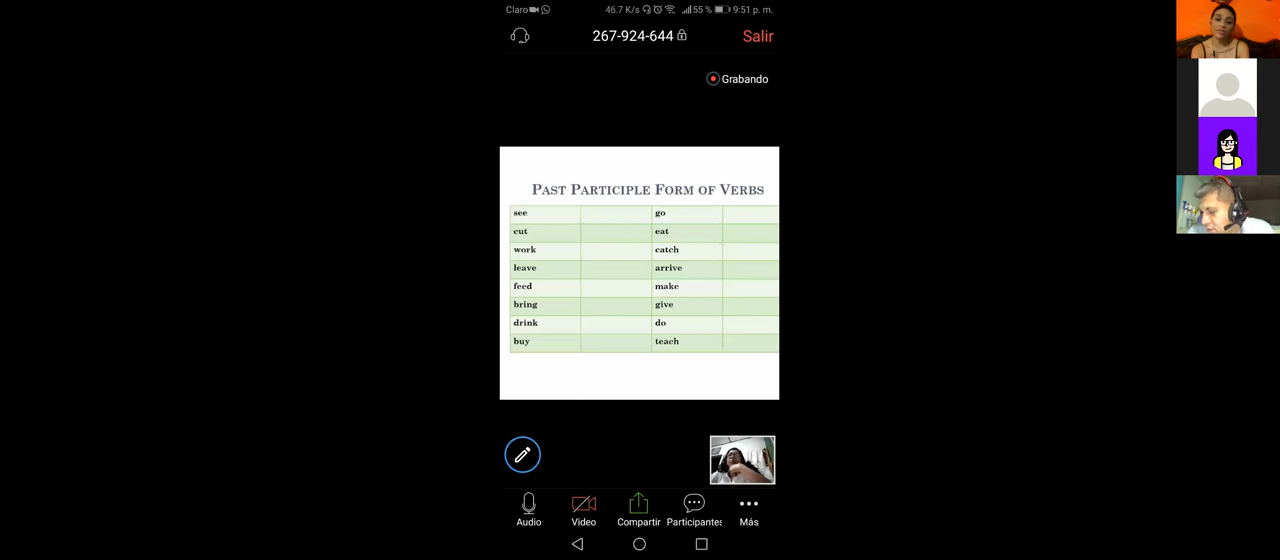 Claro 46.7 K/s 55 % 9:51 p. m.
267-924-644 Salir
Grabando
PAST PARTICIPLE FORM OF VERBS
see go
cut eat
work catch
leave arrive
feed make
bring give
drink do
buy teach
Audio Video Compartir Participantes Más